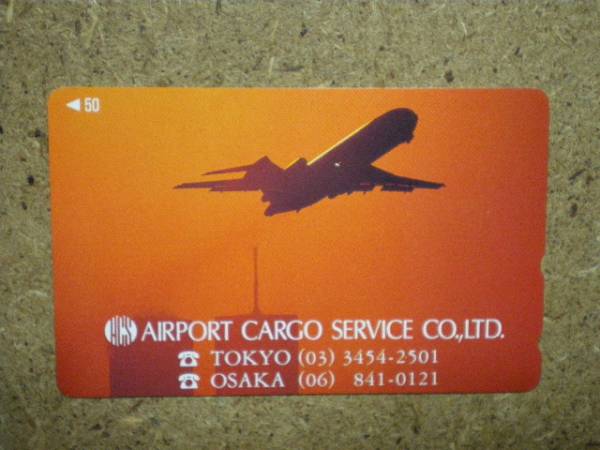 ◀ 50
ACS AIRPORT CARGO SERVICE CO.,LTD.
☎ TOKYO (03) 3454-2501
☎ OSAKA (06) 841-0121